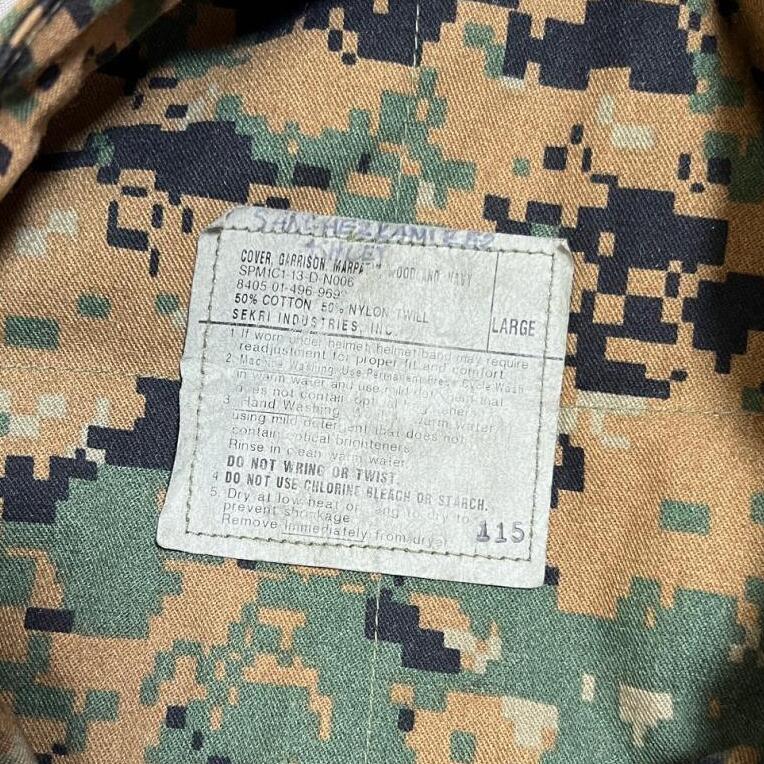 COVER, GARRISON, MARPAT WOOD AND NAVY
SPM1C1-13-D-N006
8405 01-496-969
50% COTTON 50% NYLON TWILL
SEKRI INDUSTRIES, INC.
LARGE
1. If worn under helmet, helmet band may require
readjustment for proper fit and comfort
2. Machine Washing Use Permanent Press Cycle Wash
in warm water and use mild detergent that
does not contain optical
3. Hand Washing warm water
using mild detergent that does not
contain optical brighteners
Rinse in clean warm water
DO NOT WRING OR TWIST.
4 DO NOT USE CHLORINE BLEACH OR STARCH.
5. Dry at low heat to dry to
prevent shrinkage
Remove immediately from dryer
115